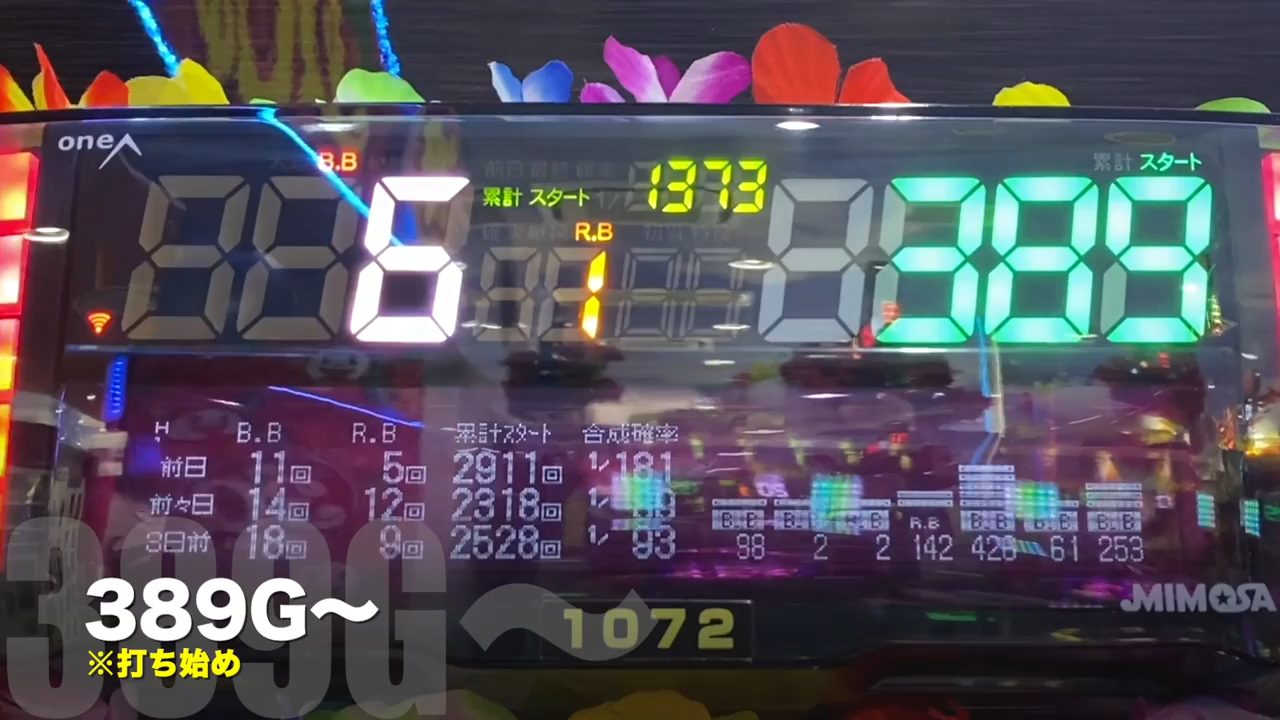 oneA
B.B
累計 スタート 1373
累計 スタート
6
R.B
1
389
B.B R.B 累計スタート 合成確率
前日 11回 5回 2911回 1/181
前々日 14回 12回 2318回
3日前 18回 9回 2528回 1/93
B.B B.B B.B R.B B.B B.B B.B
98 2 2 142 426 61 253
MIMOSA
389G〜
389G〜
※打ち始め
1072